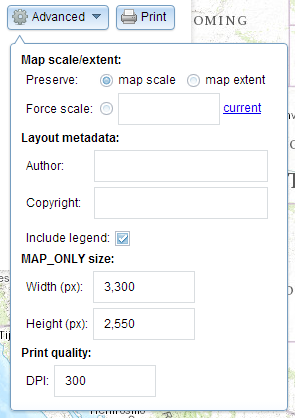 Advanced Print OMING
Map scale/extent:
Preserve: map scale map extent
Force scale: current
Layout metadata:
Author:
Copyright:
Include legend:
MAP_ONLY size:
Width (px): 3,300
Height (px): 2,550
Print quality:
DPI: 300